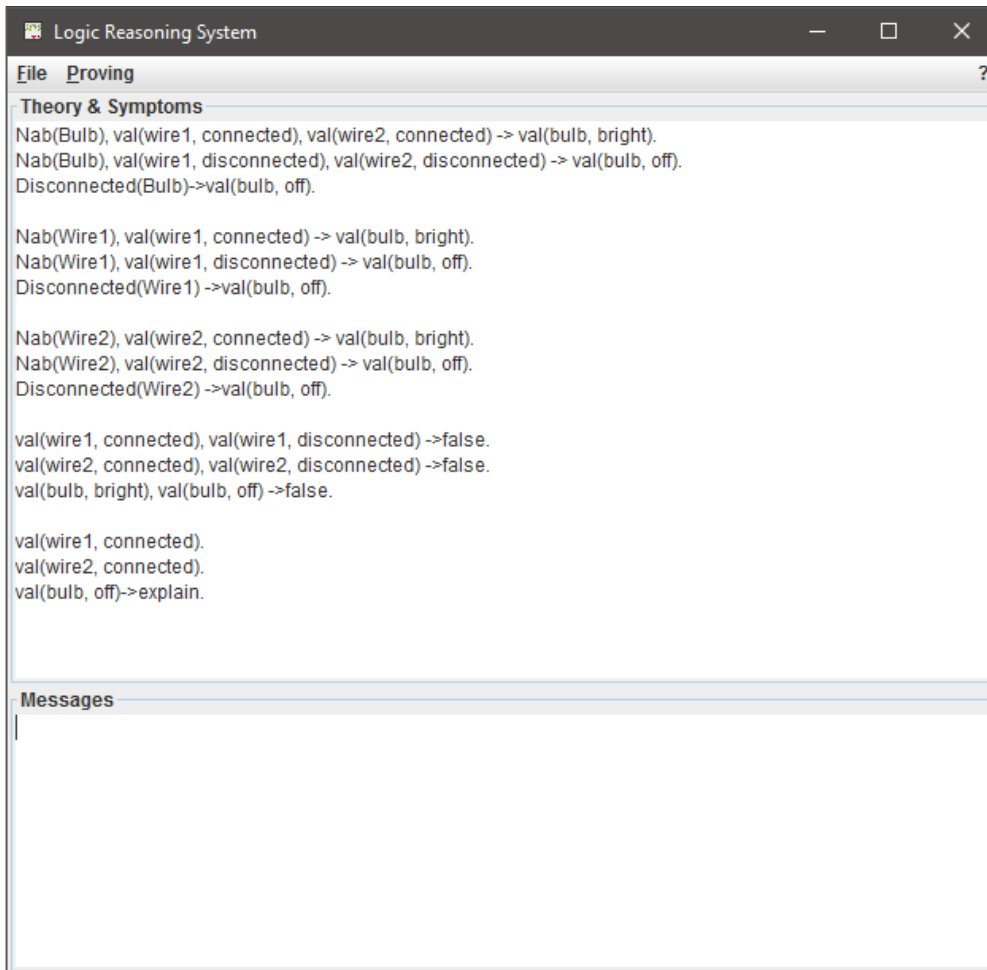 Logic Reasoning System
File Proving ?
Theory & Symptoms
Nab(Bulb), val(wire1, connected), val(wire2, connected) -> val(bulb, bright).
Nab(Bulb), val(wire1, disconnected), val(wire2, disconnected) -> val(bulb, off).
Disconnected(Bulb)->val(bulb, off).
Nab(Wire1), val(wire1, connected) -> val(bulb, bright).
Nab(Wire1), val(wire1, disconnected) -> val(bulb, off).
Disconnected(Wire1) ->val(bulb, off).
Nab(Wire2), val(wire2, connected) -> val(bulb, bright).
Nab(Wire2), val(wire2, disconnected) -> val(bulb, off).
Disconnected(Wire2) ->val(bulb, off).
val(wire1, connected), val(wire1, disconnected) ->false.
val(wire2, connected), val(wire2, disconnected) ->false.
val(bulb, bright), val(bulb, off) ->false.
val(wire1, connected).
val(wire2, connected).
val(bulb, off)->explain.
Messages